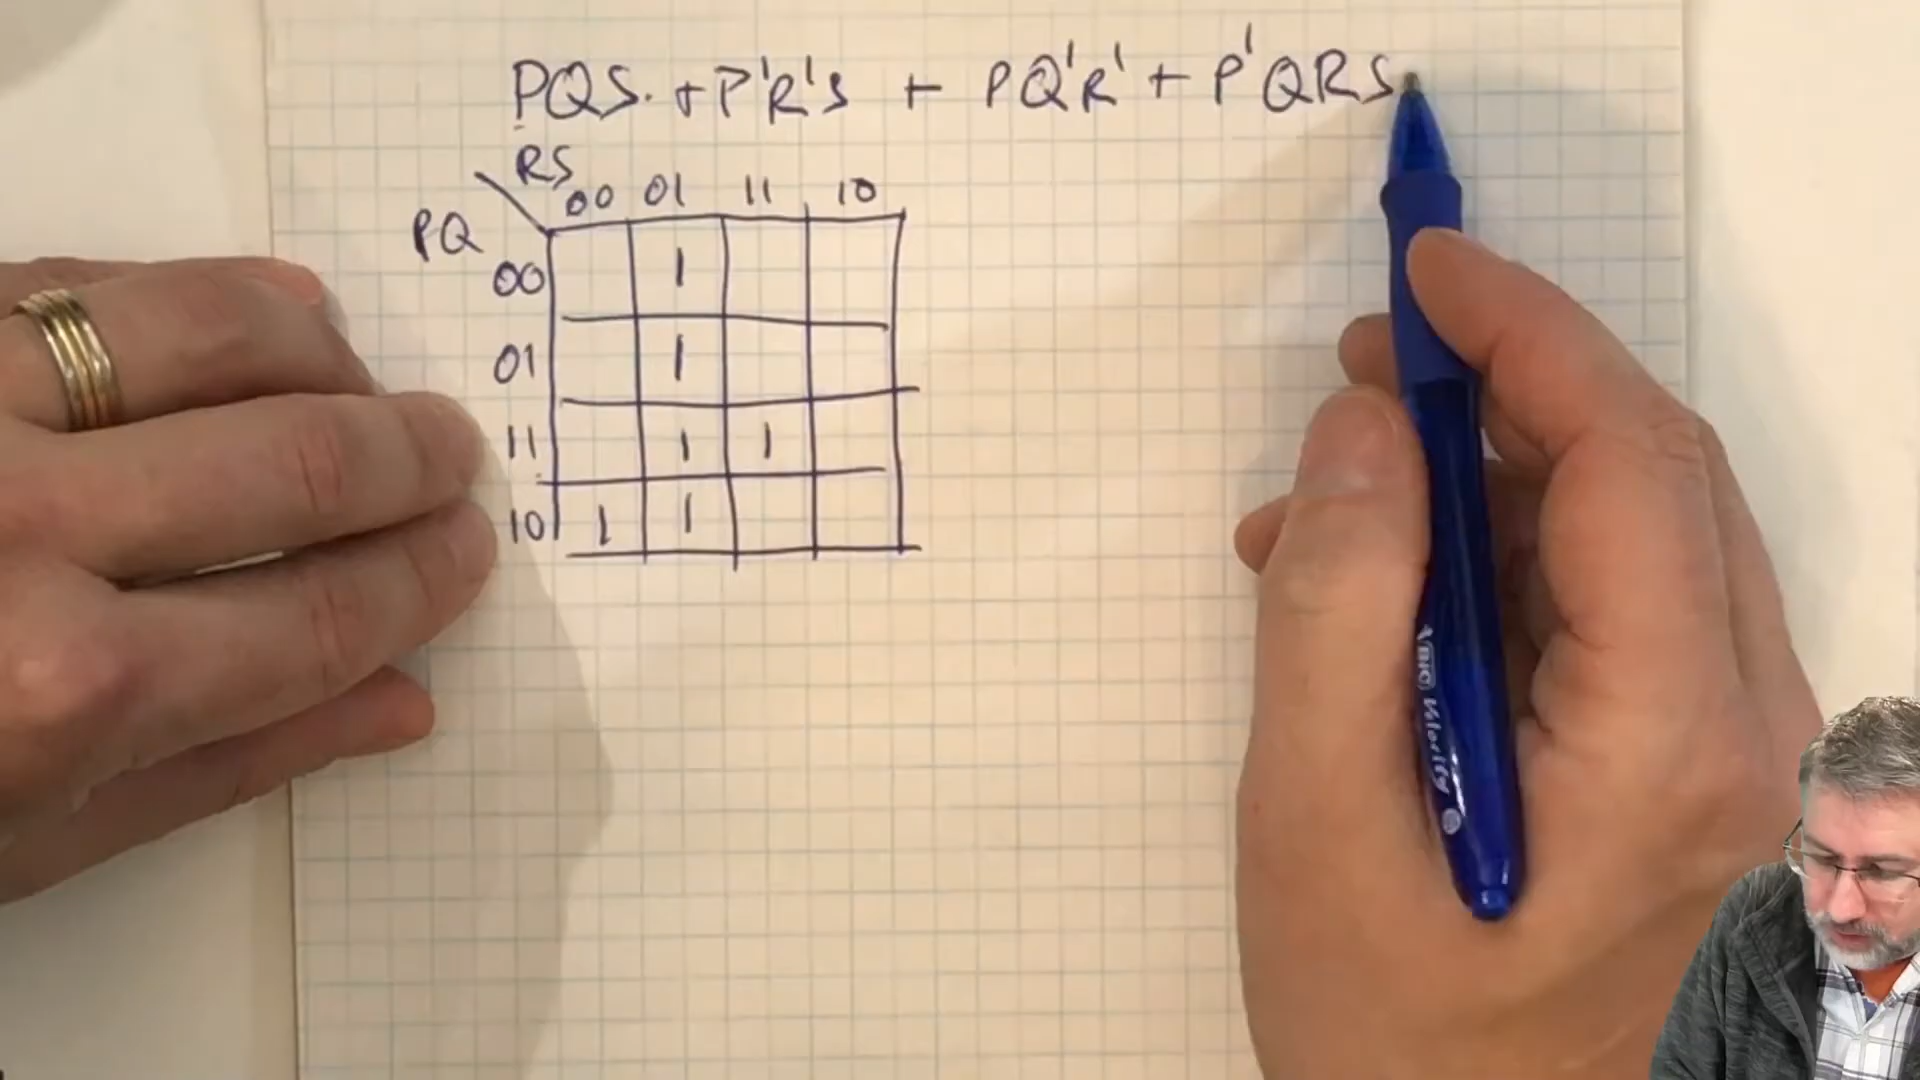 PQS. + P'R'S + PQ'R' + P'QRS
RS
00 01 11 10
PQ
00 1
01 1
11 1 1
10 1 1
BIC Velocity